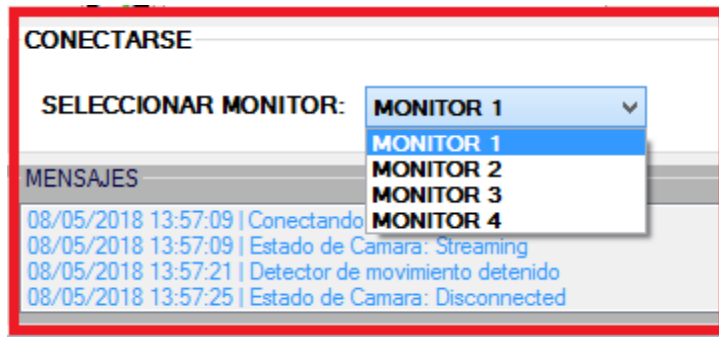 CONECTARSE
SELECCIONAR MONITOR: MONITOR 1
MONITOR 1
MONITOR 2
MONITOR 3
MONITOR 4
MENSAJES
08/05/2018 13:57:09 | Conectando
08/05/2018 13:57:09 | Estado de Camara: Streaming
08/05/2018 13:57:21 | Detector de movimiento detenido
08/05/2018 13:57:25 | Estado de Camara: Disconnected